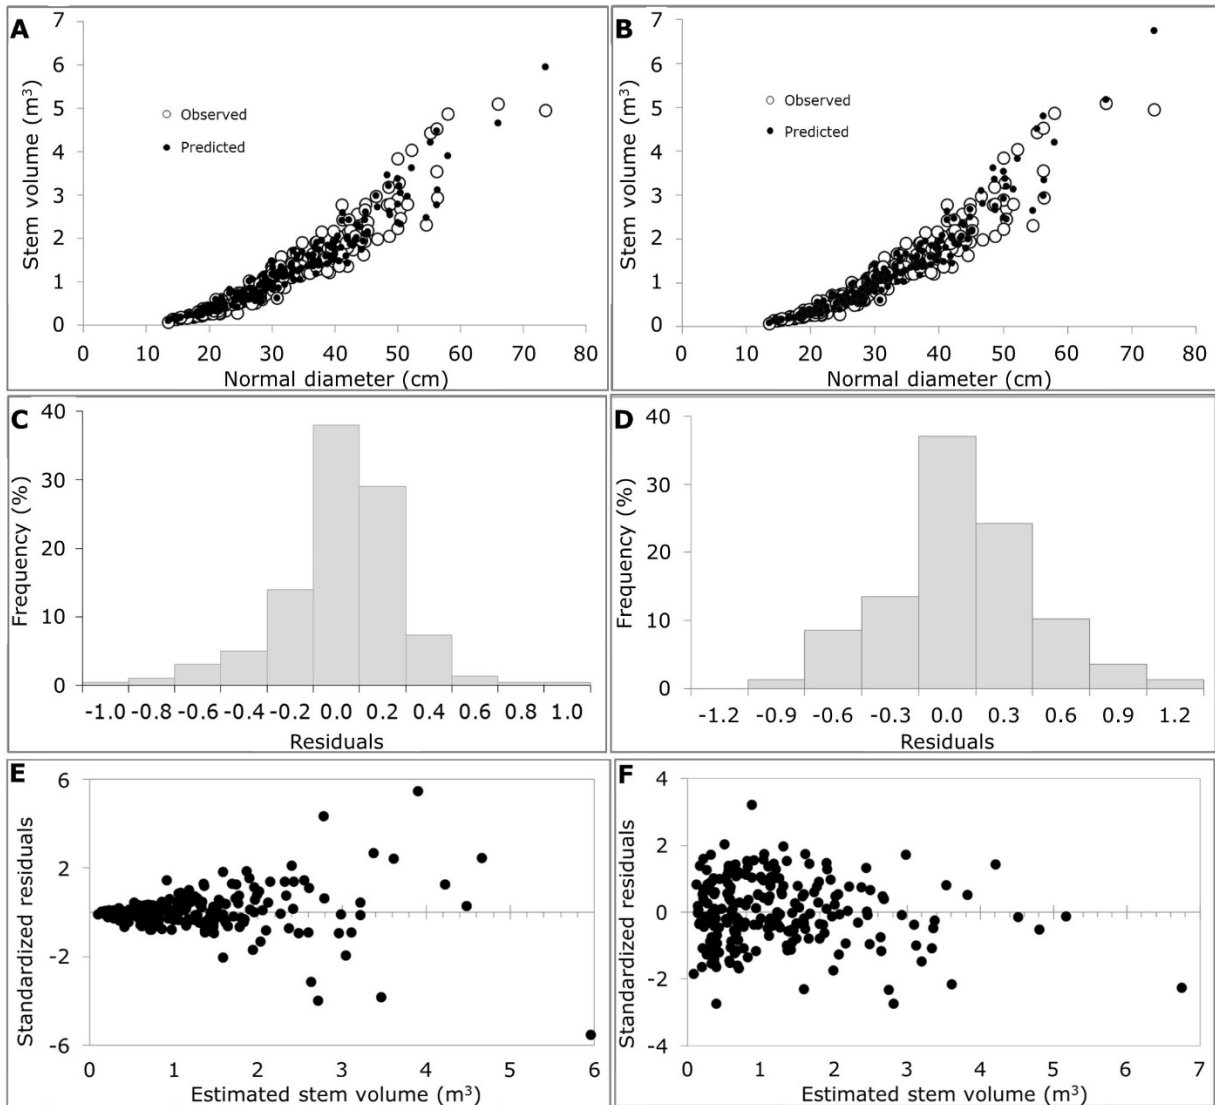 A
Stem volume (m³)
7
6
5
4
3
2
1
0
Observed
Predicted
0 10 20 30 40 50 60 70 80
Normal diameter (cm)
B
Stem volume (m³)
7
6
5
4
3
2
1
0
Observed
Predicted
0 10 20 30 40 50 60 70 80
Normal diameter (cm)
C
Frequency (%)
40
30
20
10
0
-1.0 -0.8 -0.6 -0.4 -0.2 0.0 0.2 0.4 0.6 0.8 1.0
Residuals
D
Frequency (%)
40
30
20
10
0
-1.2 -0.9 -0.6 -0.3 0.0 0.3 0.6 0.9 1.2
Residuals
E
Standardized residuals
6
2
-2
-6
0 1 2 3 4 5 6
Estimated stem volume (m³)
F
Standardized residuals
4
2
0
-2
-4
0 1 2 3 4 5 6 7
Estimated stem volume (m³)